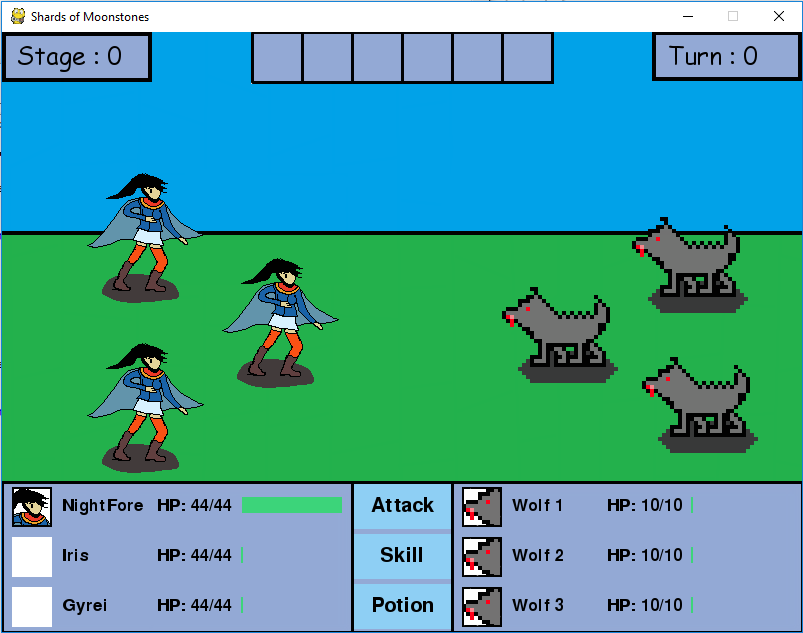 Shards of Moonstones
Stage : 0
Turn : 0
NightFore HP: 44/44
Attack
Wolf 1 HP: 10/10
Iris HP: 44/44
Skill
Wolf 2 HP: 10/10
Gyrei HP: 44/44
Potion
Wolf 3 HP: 10/10